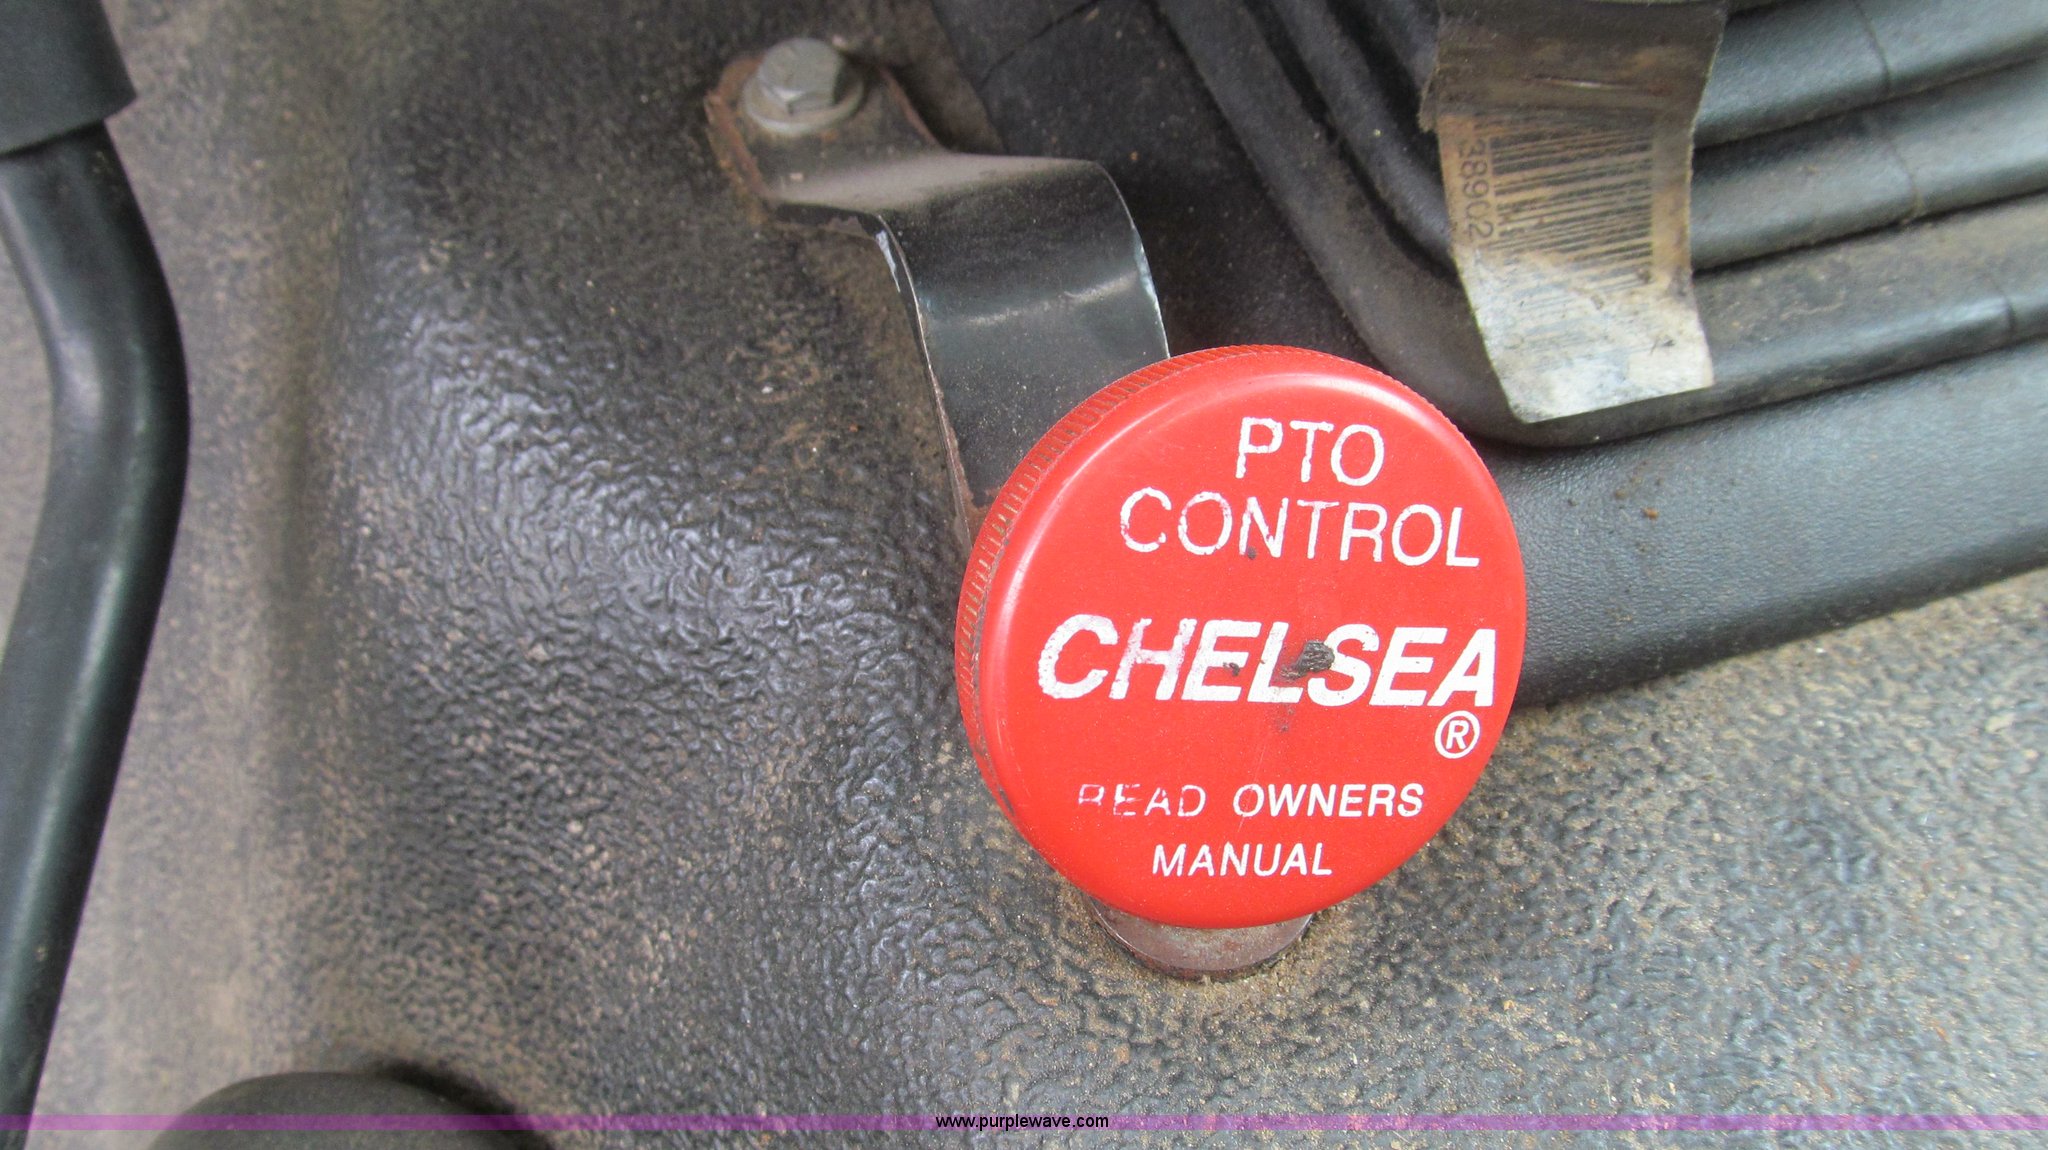 PTO
CONTROL
CHELSEA
®
READ OWNERS
MANUAL
www.purplewave.com